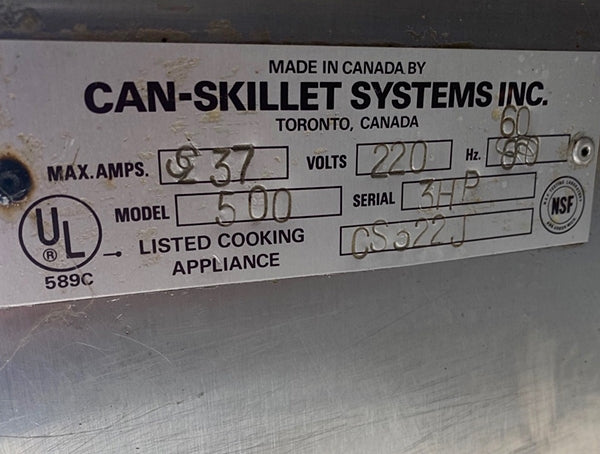 MADE IN CANADA BY
CAN-SKILLET SYSTEMS INC.
TORONTO, CANADA
60
MAX. AMPS. 37 VOLTS 220 Hz.
MODEL 500 SERIAL 3HP
UL ® LISTED COOKING CS322J NSF
APPLIANCE
589C